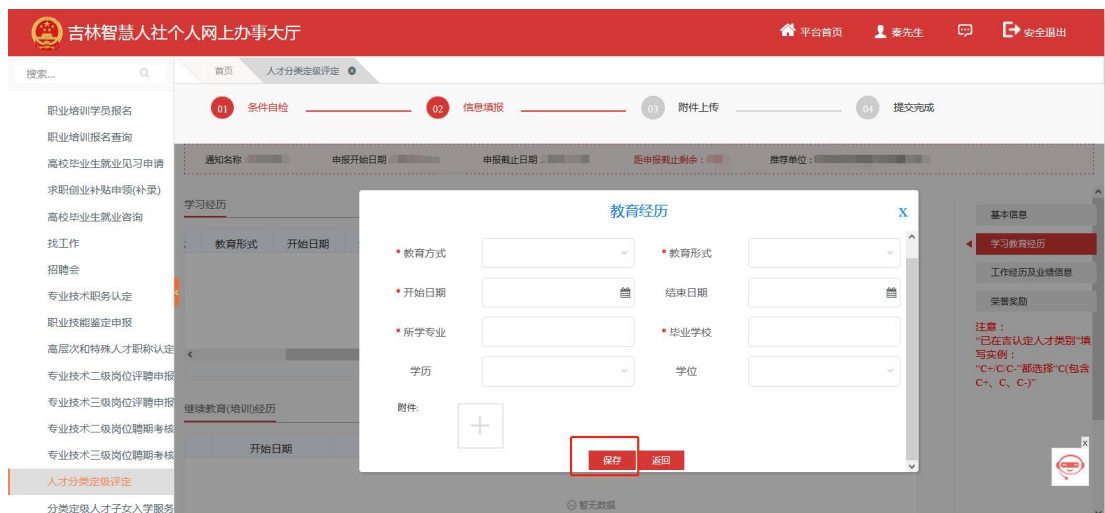 吉林智慧人社个人网上办事大厅
平台首页 秦先生 安全退出
搜索...
首页 人才分类定级评定
职业培训学员报名
职业培训报名查询
高校毕业生就业见习申请
求职创业补贴申领(补录)
高校毕业生就业咨询
找工作
招聘会
专业技术职务认定
职业技能鉴定申报
高层次和特殊人才职称认定
专业技术二级岗位评聘申报
专业技术三级岗位评聘申报
专业技术二级岗位聘期考核
专业技术三级岗位聘期考核
人才分类定级评定
分类定级人才子女入学服务
01 条件自检 02 信息填报 03 附件上传 04 提交完成
通知名称 申报开始日期 申报截止日期 距申报截止剩余: 推荐单位:
学习经历
教育形式 开始日期
继续教育(培训)经历
开始日期
暂无数据
教育经历 X
*教育方式 *教育形式
*开始日期 结束日期
*所学专业 *毕业学校
学历 学位
附件:
保存 返回
基本信息
学习教育经历
工作经历及业绩信息
荣誉奖励
注意:
“已在吉认定人才类别”填
写实例:
“C+/C/C-”都选择“C(包含
C+、C、C-)”
X